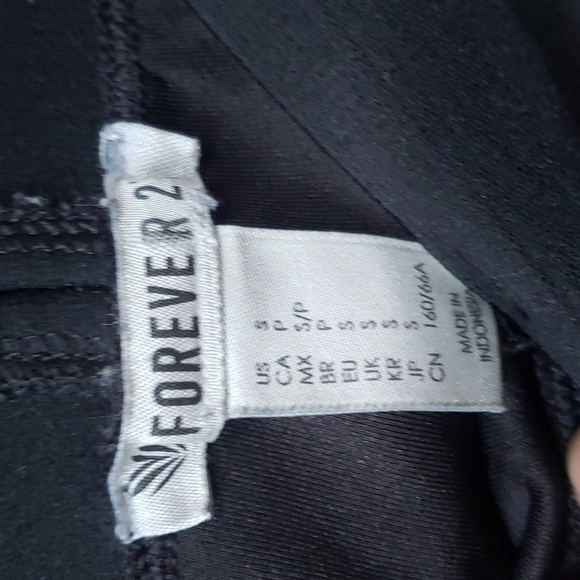 FOREVER 2
US S
CA P
MX S/P
BR P
EU S
UK S
KR S
JP S
CN 160/66A
MADE IN
INDONESIA